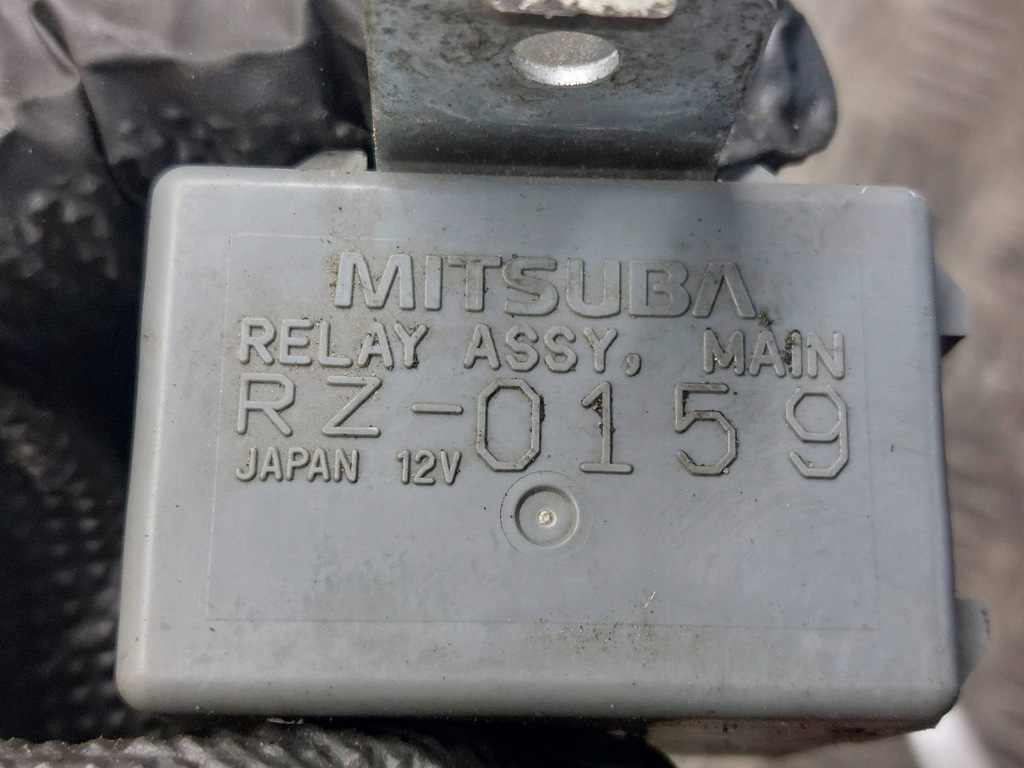 MITSUBA
RELAY ASSY, MAIN
RZ-0159
JAPAN 12V